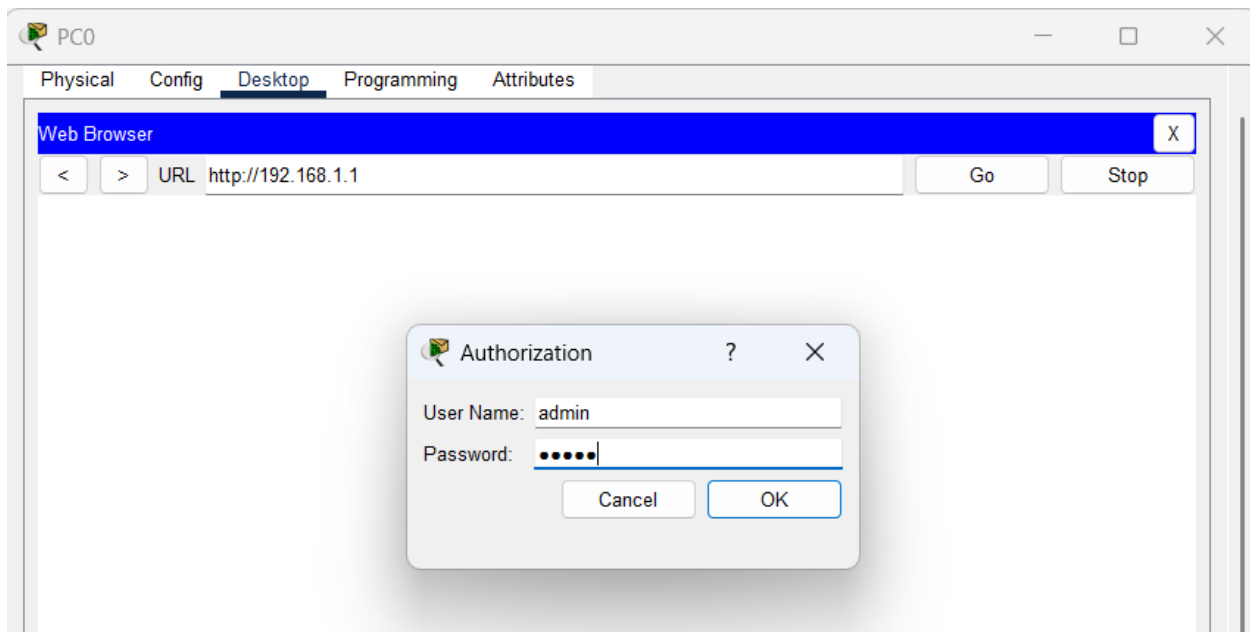 PC0
Physical Config Desktop Programming Attributes
Web Browser X
< > URL http://192.168.1.1 Go Stop
Authorization ?
User Name: admin
Password: •••••
Cancel OK